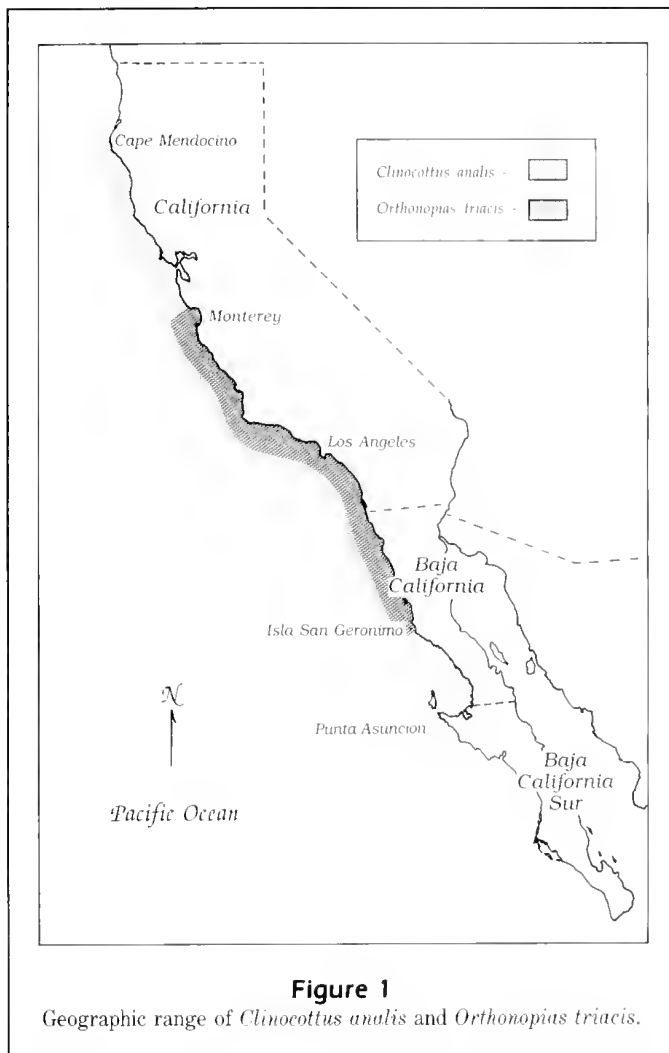 Cape Mendocino
Clinocottus analis -
California
Orthonopias triacis -
Monterey
Los Angeles
Baja
California
Isla San Geronimo
N
Punta Asuncion
Baja
California
Sur
Pacific Ocean
Figure 1
Geographic range of Clinocottus analis and Orthonopias triacis.